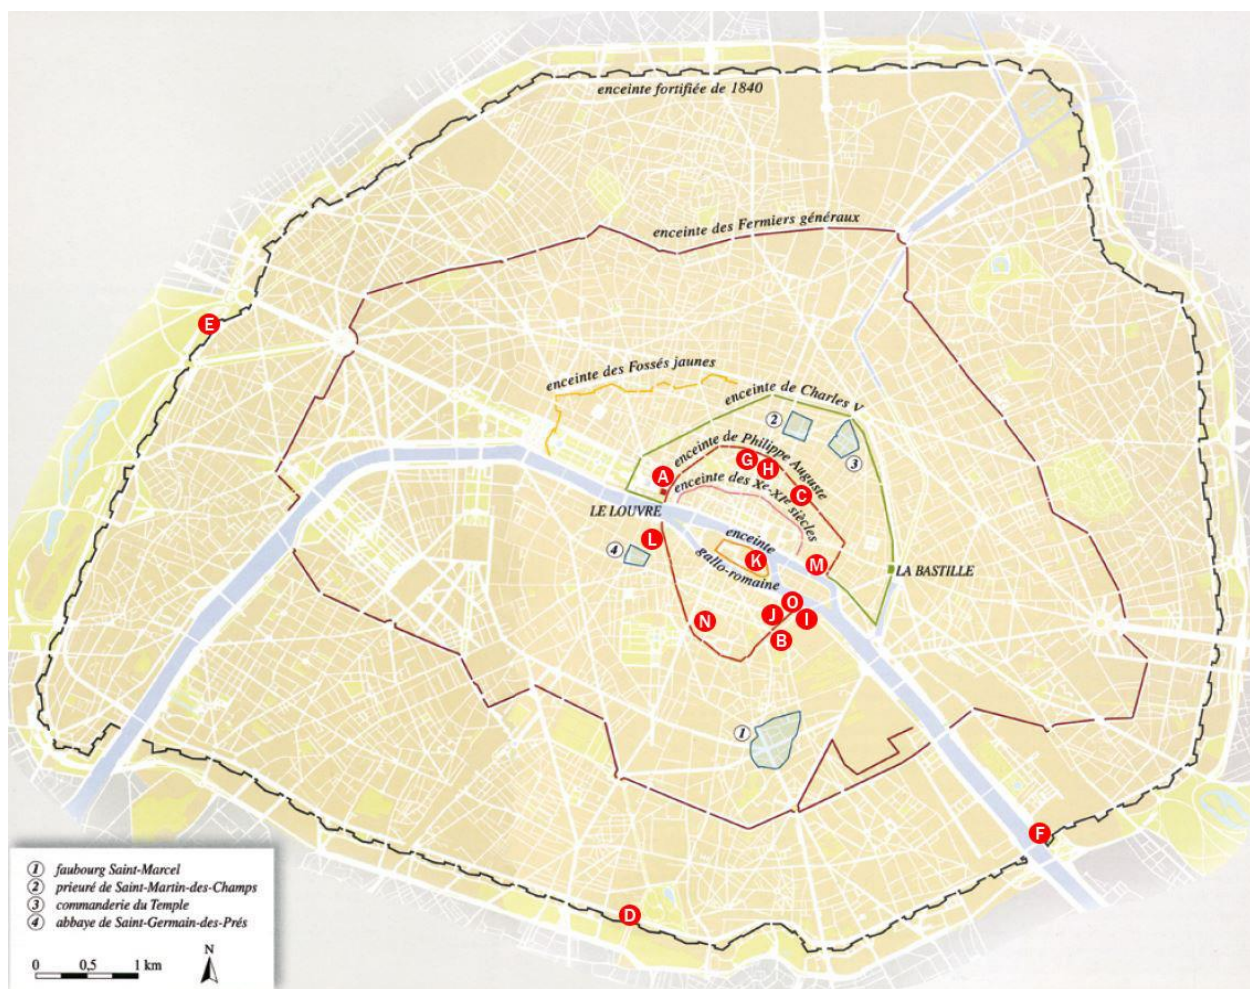 enceinte fortifiée de 1840
enceinte des Fermiers généraux
E
enceinte des Fossés jaunes
enceinte de Charles V
2
3
enceinte de Philippe Auguste
G
H
A
C
enceinte des Xe-XIe siècles
LE LOUVRE
L
4
enceinte
K
gallo-romaine
M
LA BASTILLE
O
J
I
N
B
1
F
D
1 faubourg Saint-Marcel
2 prieuré de Saint-Martin-des-Champs
3 commanderie du Temple
4 abbaye de Saint-Germain-des-Prés
N
0 0,5 1 km